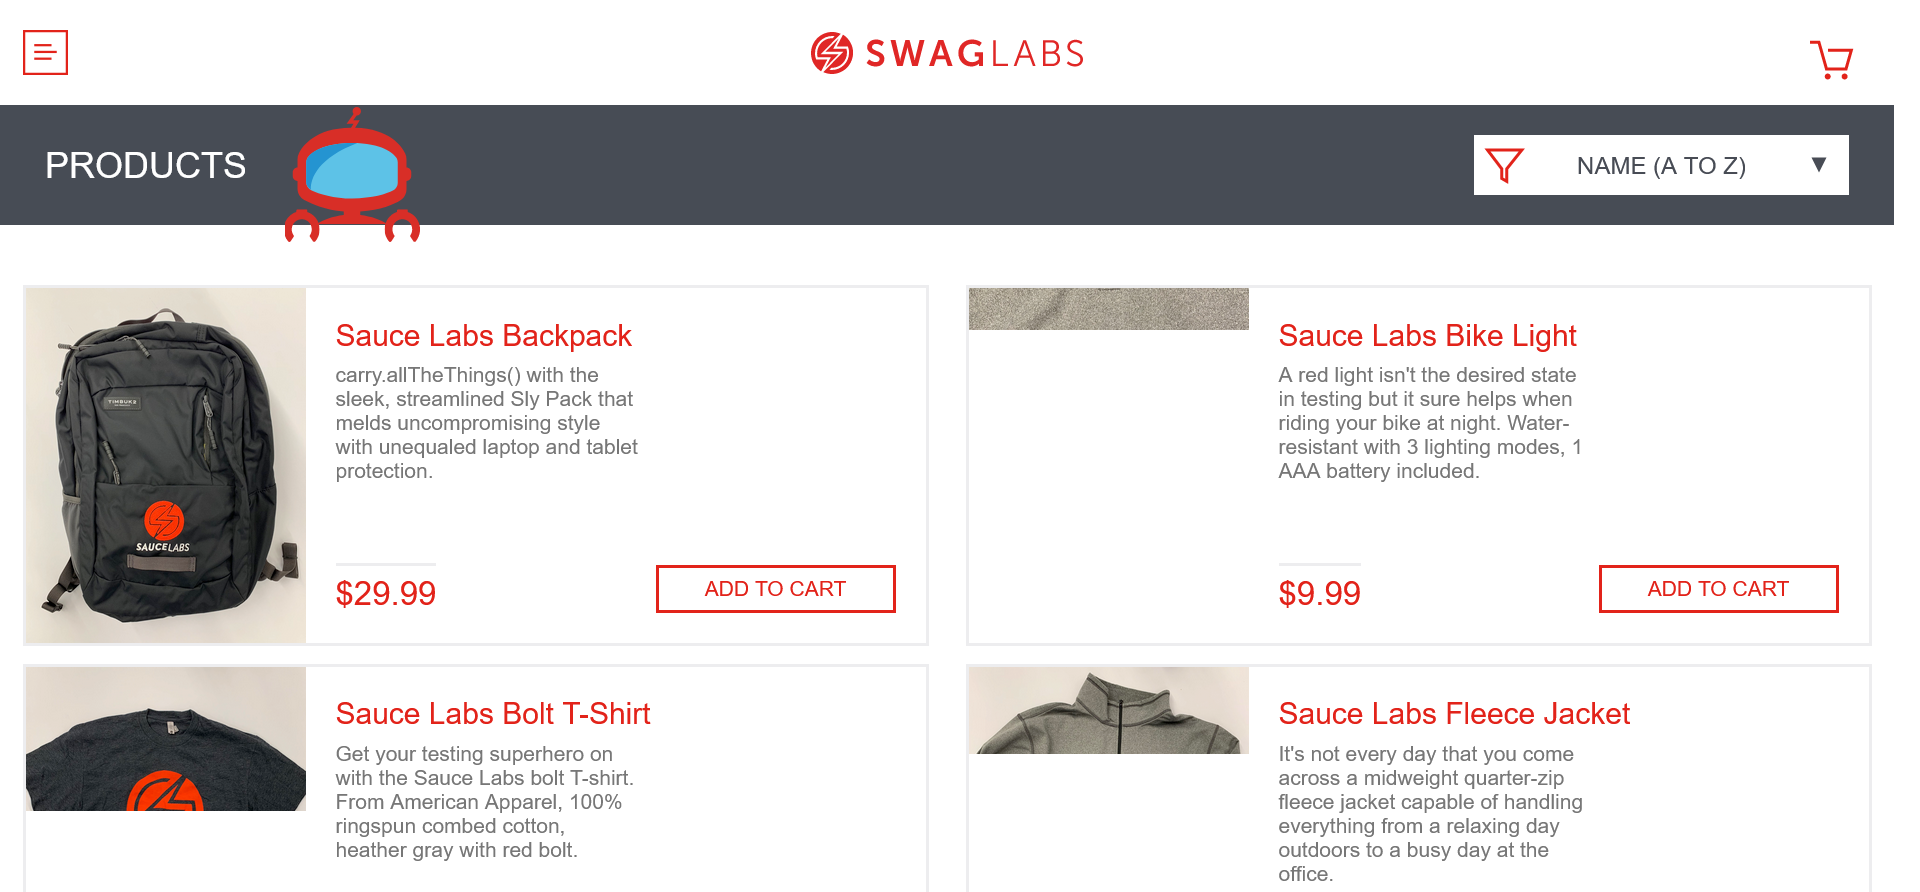 SWAGLABS
PRODUCTS
NAME (A TO Z) ▼
TIMBUK2
SAUCELABS
Sauce Labs Backpack
carry.allTheThings() with the
sleek, streamlined Sly Pack that
melds uncompromising style
with unequaled laptop and tablet
protection.
$29.99
ADD TO CART
Sauce Labs Bike Light
A red light isn't the desired state
in testing but it sure helps when
riding your bike at night. Water-
resistant with 3 lighting modes, 1
AAA battery included.
$9.99
ADD TO CART
Sauce Labs Bolt T-Shirt
Get your testing superhero on
with the Sauce Labs bolt T-shirt.
From American Apparel, 100%
ringspun combed cotton,
heather gray with red bolt.
Sauce Labs Fleece Jacket
It's not every day that you come
across a midweight quarter-zip
fleece jacket capable of handling
everything from a relaxing day
outdoors to a busy day at the
office.